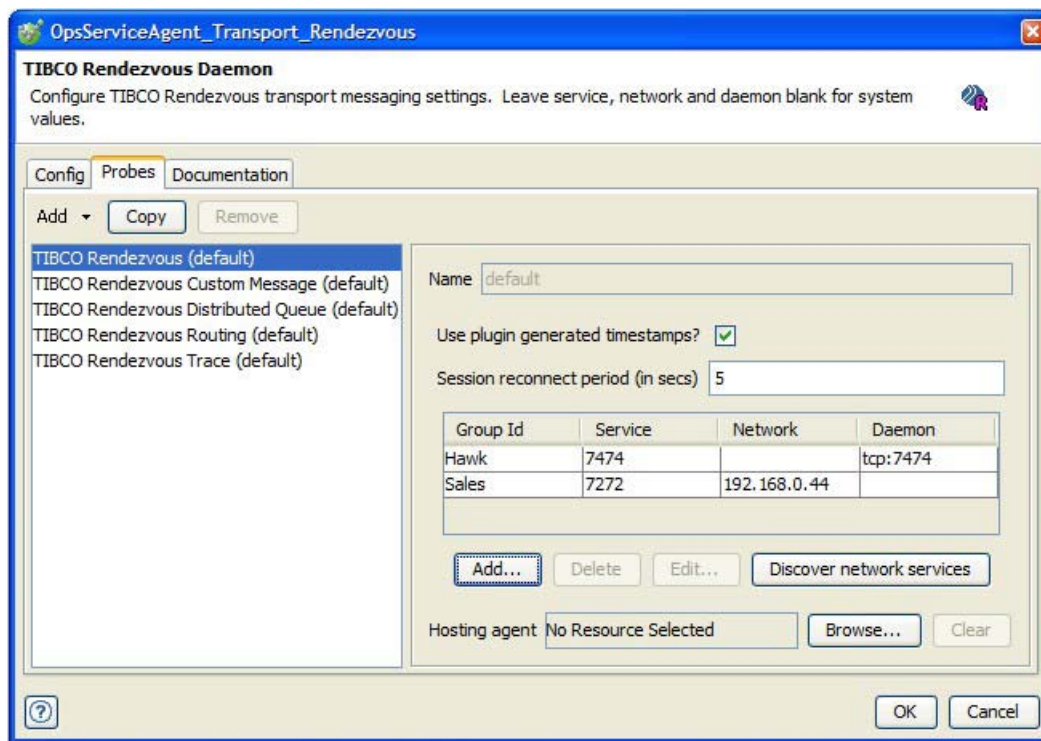 OpsServiceAgent_Transport_Rendezvous
TIBCO Rendezvous Daemon
Configure TIBCO Rendezvous transport messaging settings. Leave service, network and daemon blank for system
values.
R
Config Probes Documentation
Add Copy Remove
TIBCO Rendezvous (default)
TIBCO Rendezvous Custom Message (default)
TIBCO Rendezvous Distributed Queue (default)
TIBCO Rendezvous Routing (default)
TIBCO Rendezvous Trace (default)
Name default
Use plugin generated timestamps?
Session reconnect period (in secs) 5
Group Id Service Network Daemon
Hawk 7474 tcp:7474
Sales 7272 192.168.0.44
Add... Delete Edit... Discover network services
Hosting agent No Resource Selected Browse... Clear
? OK Cancel